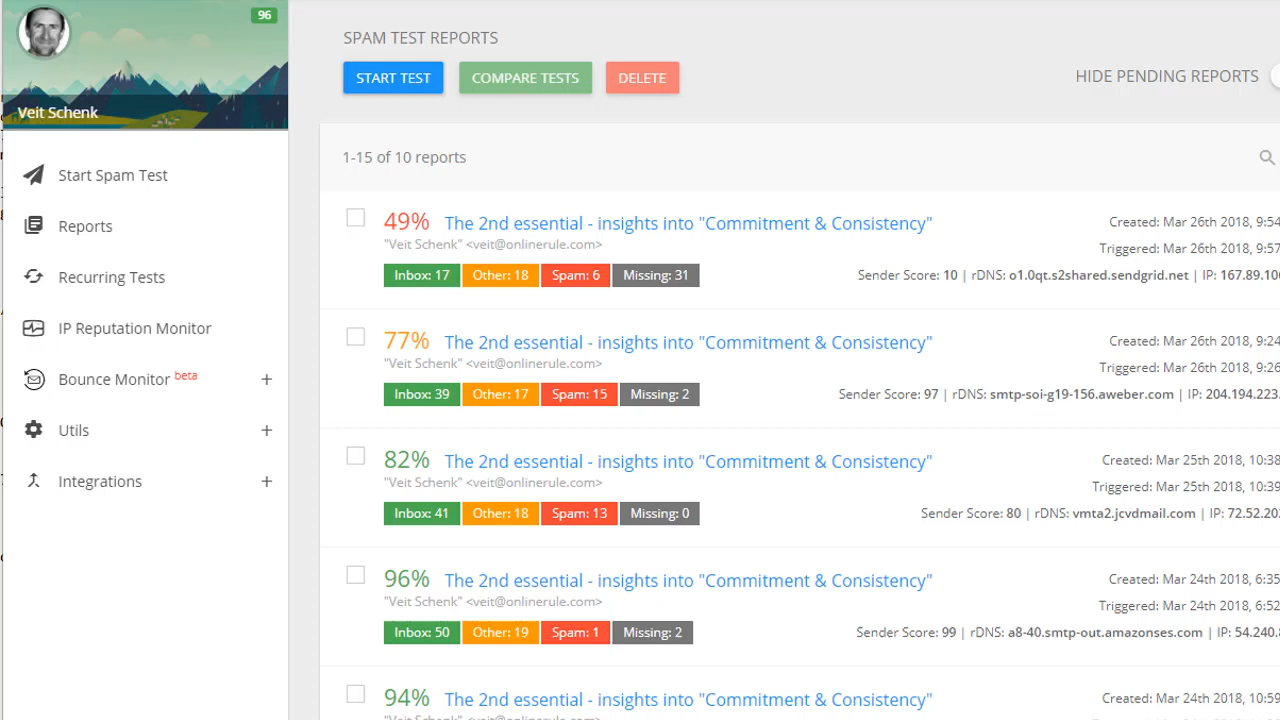 96
Veit Schenk
Start Spam Test
Reports
Recurring Tests
IP Reputation Monitor
Bounce Monitor beta +
Utils +
Integrations +
SPAM TEST REPORTS
START TEST COMPARE TESTS DELETE HIDE PENDING REPORTS
1-15 of 10 reports
49% The 2nd essential - insights into "Commitment & Consistency" Created: Mar 26th 2018, 9:54
"Veit Schenk" <veit@onlinerule.com> Triggered: Mar 26th 2018, 9:57
Inbox: 17 Other: 18 Spam: 6 Missing: 31 Sender Score: 10 | rDNS: o1.0qt.s2shared.sendgrid.net | IP: 167.89.10
77% The 2nd essential - insights into "Commitment & Consistency" Created: Mar 26th 2018, 9:24
"Veit Schenk" <veit@onlinerule.com> Triggered: Mar 26th 2018, 9:26
Inbox: 39 Other: 17 Spam: 15 Missing: 2 Sender Score: 97 | rDNS: smtp-soi-g19-156.aweber.com | IP: 204.194.223.
82% The 2nd essential - insights into "Commitment & Consistency" Created: Mar 25th 2018, 10:38
"Veit Schenk" <veit@onlinerule.com> Triggered: Mar 25th 2018, 10:39
Inbox: 41 Other: 18 Spam: 13 Missing: 0 Sender Score: 80 | rDNS: vmta2.jcvdmail.com | IP: 72.52.20
96% The 2nd essential - insights into "Commitment & Consistency" Created: Mar 24th 2018, 6:35
"Veit Schenk" <veit@onlinerule.com> Triggered: Mar 24th 2018, 6:52
Inbox: 50 Other: 19 Spam: 1 Missing: 2 Sender Score: 99 | rDNS: a8-40.smtp-out.amazonses.com | IP: 54.240.
94% The 2nd essential - insights into "Commitment & Consistency" Created: Mar 24th 2018, 10:59
"Veit Schenk" <veit@onlinerule.com>